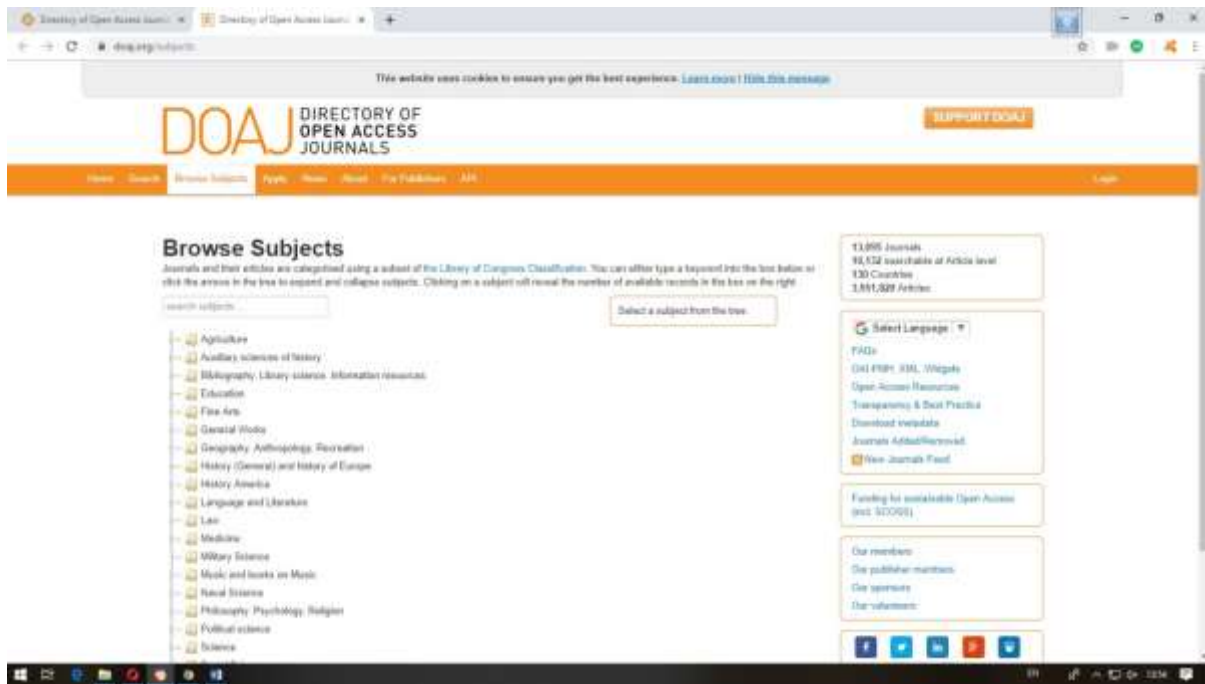 Directory of Open Access Journ
Directory of Open Access Journ
doaj.org/subjects
This website uses cookies to ensure you get the best experience. Learn more | Hide this message
DOAJ
DIRECTORY OF
OPEN ACCESS
JOURNALS
SUPPORT DOAJ
Home Search Browse Subjects Apply News About For Publishers API Login
Browse Subjects
Journals and their articles are categorised using a subset of the Library of Congress Classification. You can either type a keyword into the box below or
click the arrows in the tree to expand and collapse subjects. Clicking on a subject will reveal the number of available records in the box on the right
search subjects
Select a subject from the tree
Agriculture
Auxiliary sciences of history
Bibliography. Library science. Information resources
Education
Fine Arts
General Works
Geography. Anthropology. Recreation
History (General) and history of Europe
History America
Language and Literature
Law
Medicine
Military Science
Music and books on Music
Naval Science
Philosophy. Psychology. Religion
Political science
Science
Journals
searchable at Article level
130 Countries
Articles
Select Language
FAQs
OAI-PMH, XML, Widgets
Open Access Resources
Transparency & Best Practice
Download metadata
Journals Added/Removed
New Journals Feed
Funding for sustainable Open Access
(incl. SCOSS)
Our members
Our publisher members
Our sponsors
Our volunteers
EN